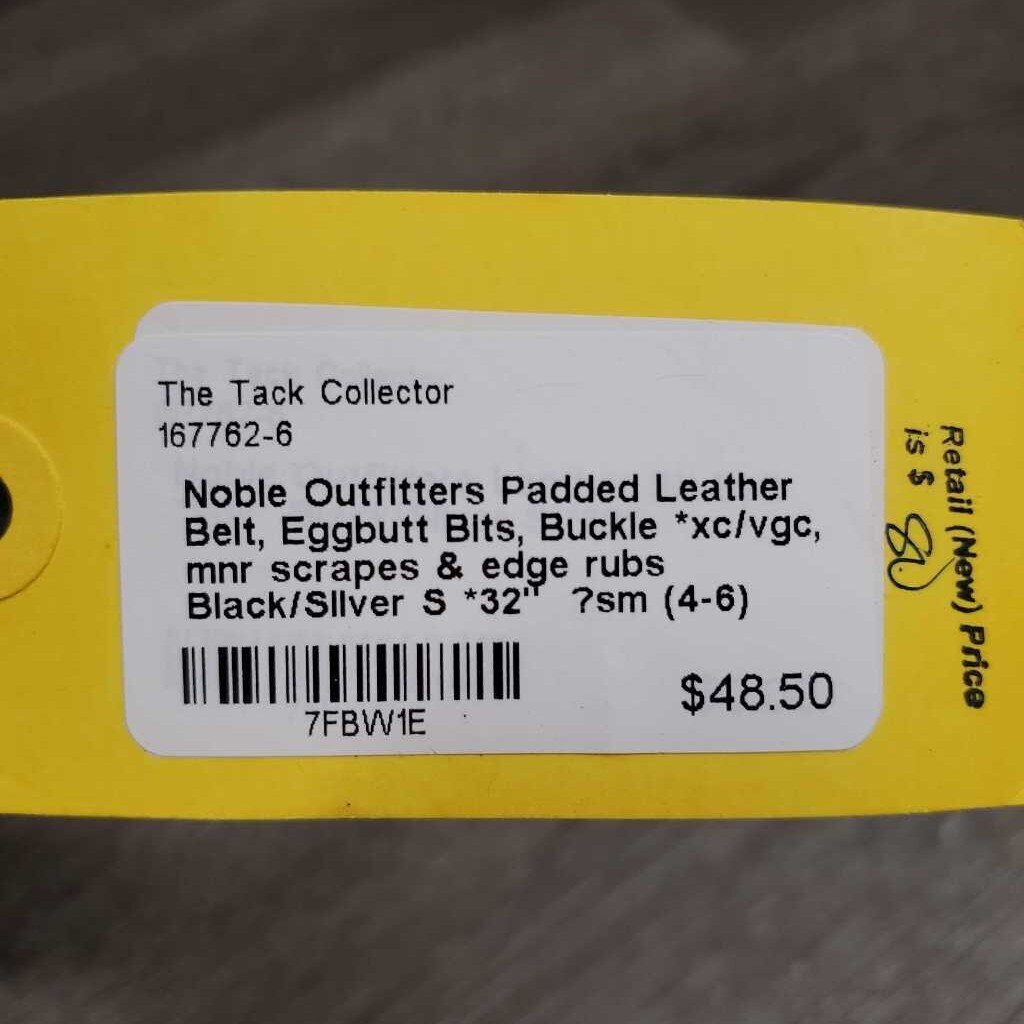 The Tack Collector
167762-6
Noble Outfitters Padded Leather
Belt, Eggbutt Bits, Buckle *xc/vgc,
mnr scrapes & edge rubs
Black/Silver S *32" ?sm (4-6)
7FBW1E
$48.50
Retail (New) Price
is $